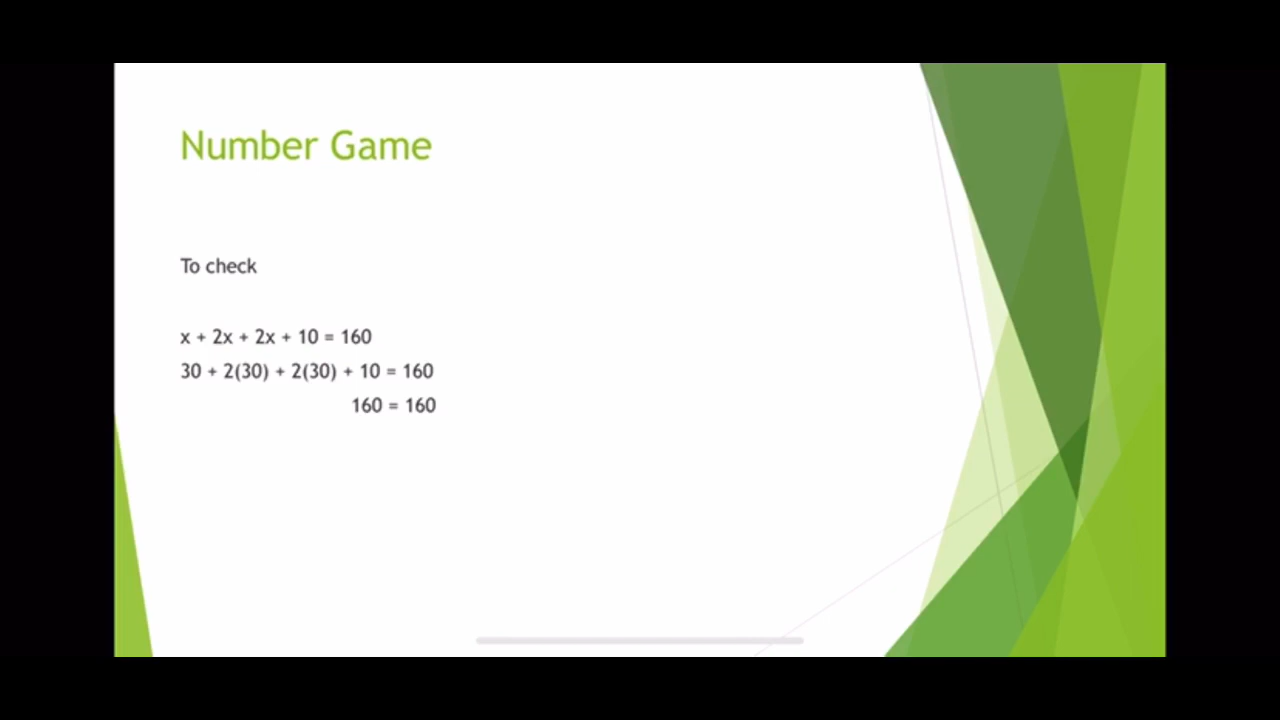 Number Game
To check
x + 2x + 2x + 10 = 160
30 + 2(30) + 2(30) + 10 = 160
160 = 160